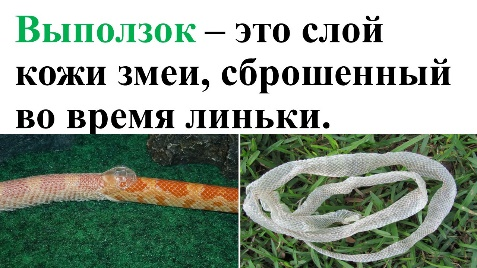 Выползок – это слой
кожи змеи, сброшенный
во время линьки.